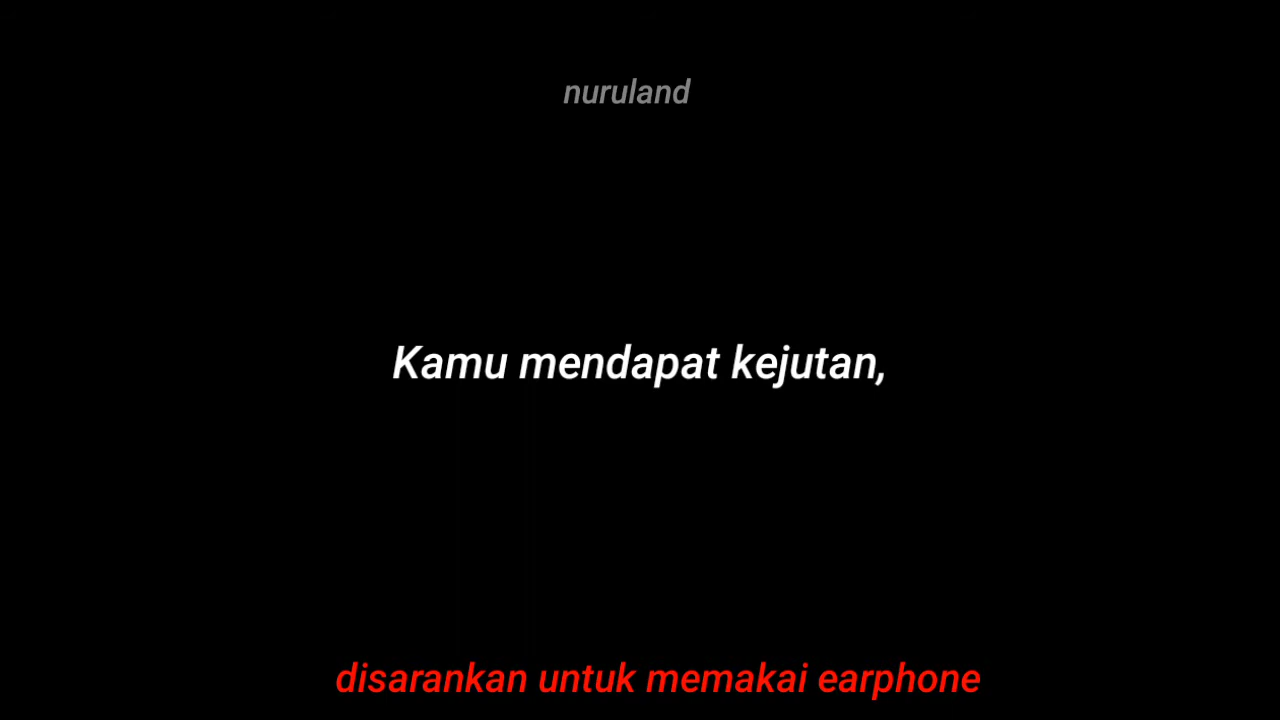 nuruland
Kamu mendapat kejutan,
disarankan untuk memakai earphone